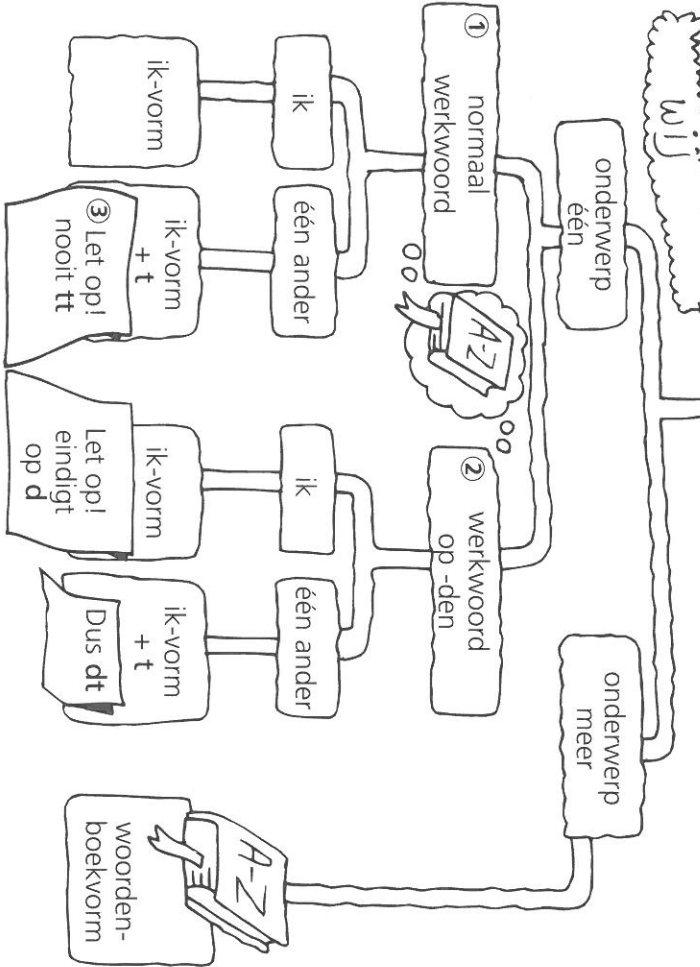 wij
onderwerp
één
onderwerp
meer
① normaal
werkwoord
A-Z
② werkwoord
op -den
ik
één ander
ik
één ander
ik-vorm
ik-vorm
+ t
③ Let op!
nooit tt
ik-vorm
Let op!
eindigt
op d
ik-vorm
+ t
Dus dt
A-Z
woorden-
boekvorm